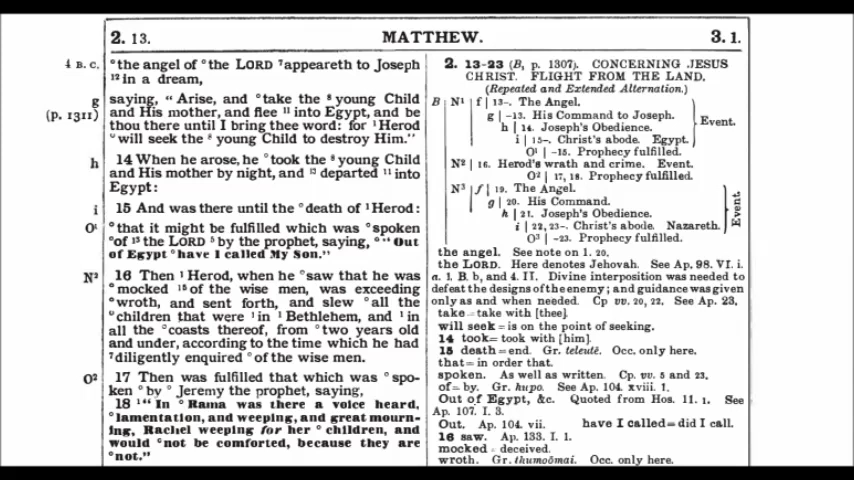 2. 13.
MATTHEW.
3. 1.
4 B. C.
°the angel of °the LORD ⁷appeareth to Joseph
¹²in a dream,
g
(p. 1311)
saying, “Arise, and °take the ⁸young Child
and His mother, and flee ¹¹into Egypt, and be
thou there until I bring thee word: for ¹Herod
°will seek the ⁸young Child to destroy Him.”
h
14 When he arose, he °took the ⁸young Child
and His mother by night, and ¹³departed ¹¹into
Egypt:
i
15 And was there until the °death of ¹Herod:
O¹
°that it might be fulfilled which was °spoken
°of ¹³the LORD ⁵by the prophet, saying, °“Out
of Egypt °have I called My Son.”
N²
16 Then ¹Herod, when he °saw that he was
°mocked ¹⁵of the wise men, was exceeding
°wroth, and sent forth, and slew °all the
°children that were ¹in ¹Bethlehem, and ¹in
all the °coasts thereof, from °two years old
and under, according to the time which he had
⁷diligently enquired °of the wise men.
O²
17 Then was fulfilled that which was °spo-
ken °by °Jeremy the prophet, saying,
18 ¹“In °Rama was there a voice heard,
°lamentation, and weeping, and great mourn-
ing, Rachel weeping for her °children, and
would °not be comforted, because they are
°not.”
2. 13-23 (B, p. 1307). CONCERNING JESUS
CHRIST. FLIGHT FROM THE LAND.
(Repeated and Extended Alternation.)
B | N¹ | f | 13-. The Angel.
g | -13. His Command to Joseph.
h | 14. Joseph's Obedience.
i | 15-. Christ's abode. Egypt.
Event.
O¹ | -15. Prophecy fulfilled.
N² | 16. Herod's wrath and crime. Event.
O² | 17, 18. Prophecy fulfilled.
N³ | f | 19. The Angel.
g | 20. His Command.
h | 21. Joseph's Obedience.
i | 22, 23-. Christ's abode. Nazareth.
Event.
O³ | -23. Prophecy fulfilled.
the angel. See note on 1. 20.
the LORD. Here denotes Jehovah. See Ap. 98. VI. i.
a. 1. B. b, and 4. II. Divine interposition was needed to
defeat the designs of the enemy; and guidance was given
only as and when needed. Cp vv. 20, 22. See Ap. 23.
take = take with [thee].
will seek = is on the point of seeking.
14 took = took with [him].
15 death = end. Gr. teleutē. Occ. only here.
that = in order that.
spoken. As well as written. Cp. vv. 5 and 23.
of = by. Gr. hupo. See Ap. 104. xviii. 1.
Out of Egypt, &c. Quoted from Hos. 11. 1. See
Ap. 107. I. 3.
Out. Ap. 104. vii. have I called = did I call.
16 saw. Ap. 133. I. 1.
mocked = deceived.
wroth. Gr. thumoōmai. Occ. only here.